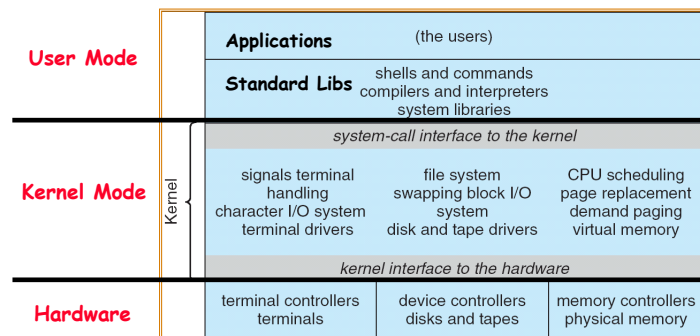 User Mode
Applications
(the users)
Standard Libs
shells and commands
compilers and interpreters
system libraries
Kernel Mode
Kernel
system-call interface to the kernel
signals terminal
handling
character I/O system
terminal drivers
file system
swapping block I/O
system
disk and tape drivers
CPU scheduling
page replacement
demand paging
virtual memory
kernel interface to the hardware
Hardware
terminal controllers
terminals
device controllers
disks and tapes
memory controllers
physical memory